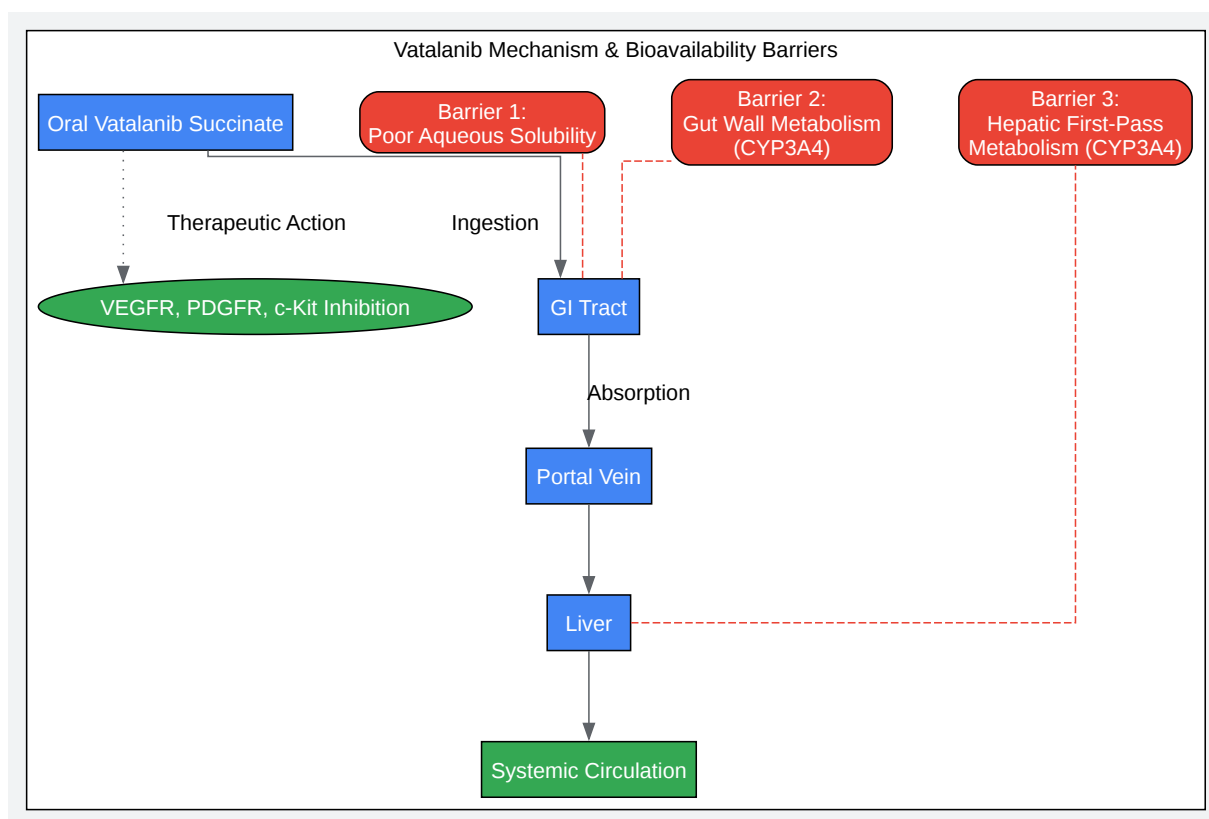 Vatalanib Mechanism & Bioavailability Barriers
Oral Vatalanib Succinate
Barrier 1:
Poor Aqueous Solubility
Barrier 2:
Gut Wall Metabolism
(CYP3A4)
Barrier 3:
Hepatic First-Pass
Metabolism (CYP3A4)
Therapeutic Action
Ingestion
VEGFR, PDGFR, c-Kit Inhibition
GI Tract
Absorption
Portal Vein
Liver
Systemic Circulation